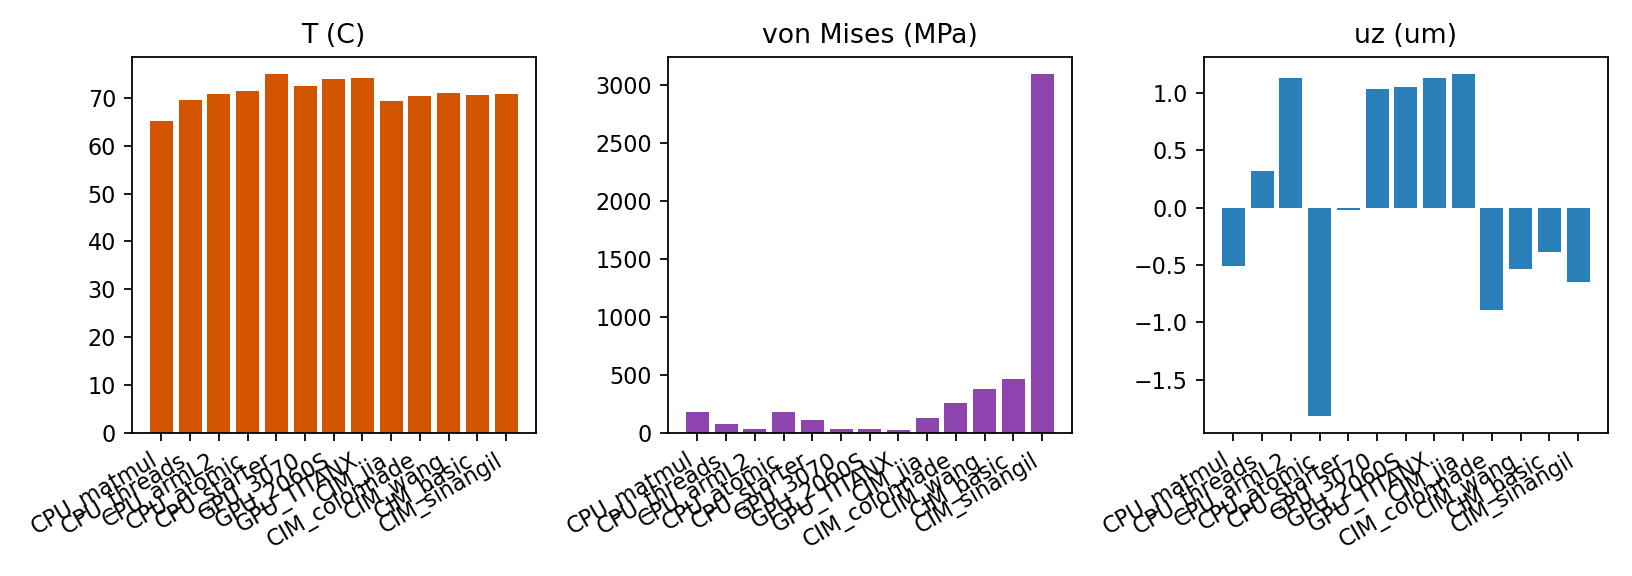 T (C)
70
60
50
40
30
20
10
0
CPU_matmul
CPU_threads
CPU_armL2
CPU_atomic
CPU_starter
GPU_3070
GPU_2060S
GPU_TITANX
CIM_jia
CIM_colonnade
CIM_wang
CIM_basic
CIM_sinangil
von Mises (MPa)
3000
2500
2000
1500
1000
500
0
CPU_matmul
CPU_threads
CPU_armL2
CPU_atomic
CPU_starter
GPU_3070
GPU_2060S
GPU_TITANX
CIM_jia
CIM_colonnade
CIM_wang
CIM_basic
CIM_sinangil
uz (um)
1.0
0.5
0.0
−0.5
−1.0
−1.5
CPU_matmul
CPU_threads
CPU_armL2
CPU_atomic
CPU_starter
GPU_3070
GPU_2060S
GPU_TITANX
CIM_jia
CIM_colonnade
CIM_wang
CIM_basic
CIM_sinangil